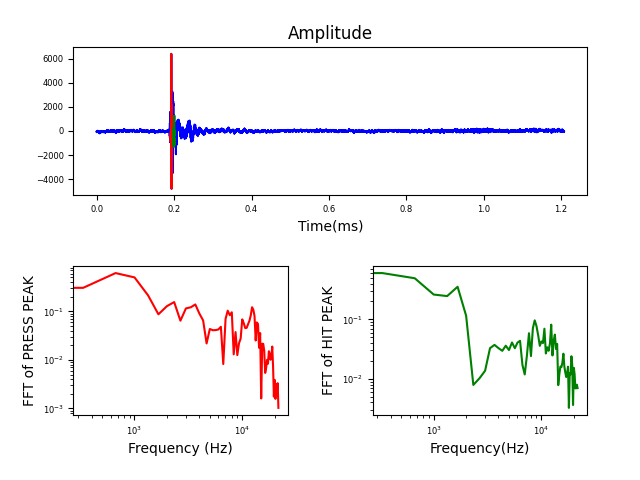 Amplitude
6000
4000
2000
0
−2000
−4000
0.0 0.2 0.4 0.6 0.8 1.0 1.2
Time(ms)
FFT of PRESS PEAK
10⁻¹
10⁻²
10⁻³
10³ 10⁴
Frequency (Hz)
FFT of HIT PEAK
10⁻¹
10⁻²
10³ 10⁴
Frequency(Hz)